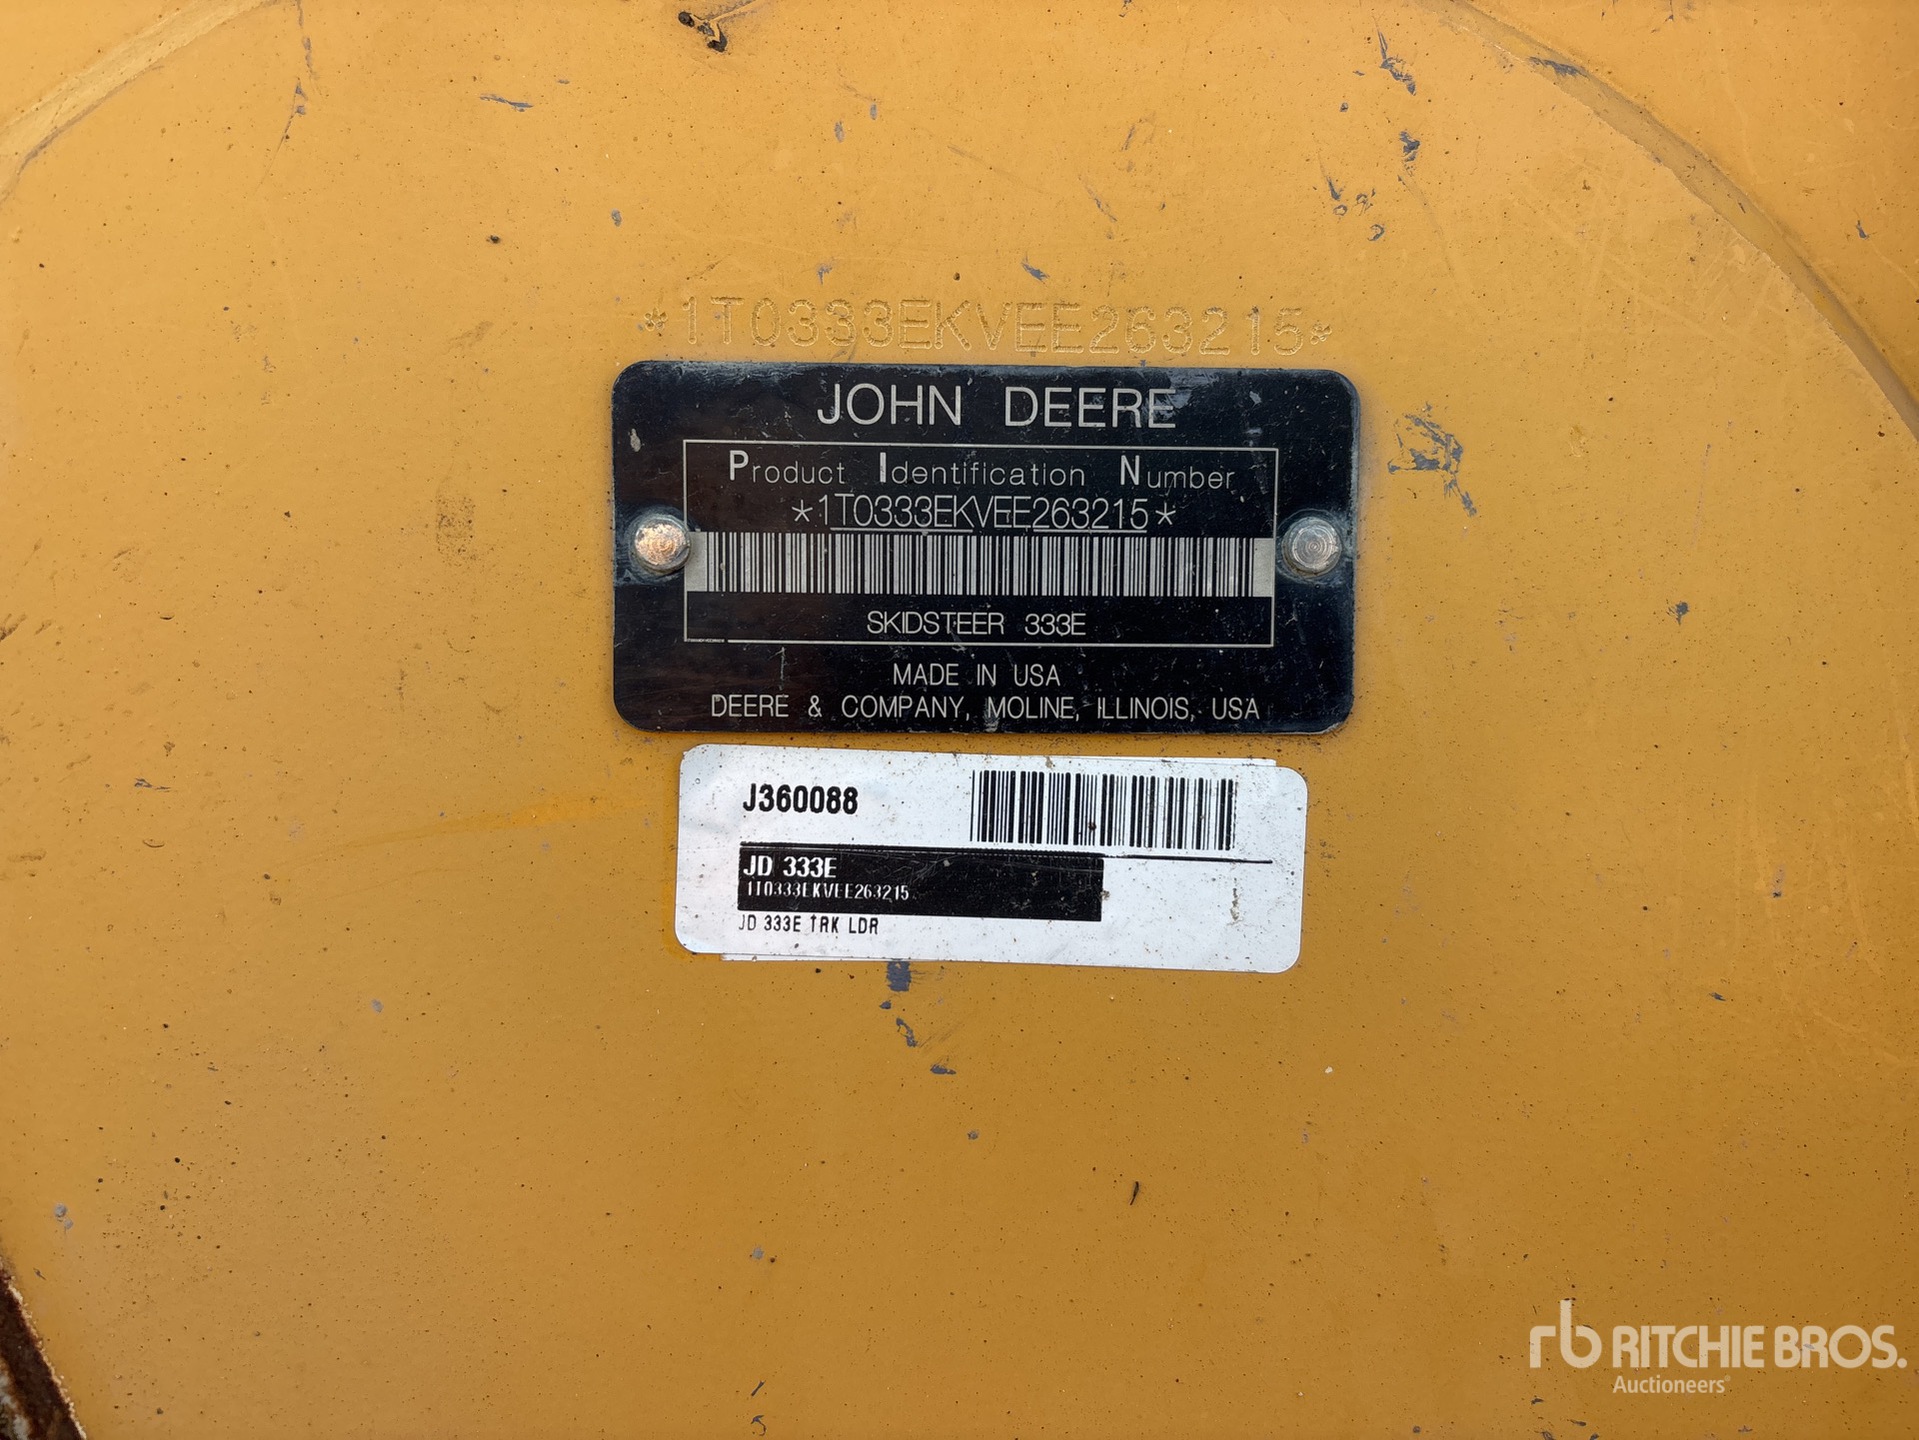 *1T0333EKVEE263215*
JOHN DEERE
Product Identification Number
*1T0333EKVEE263215*
SKIDSTEER 333E
MADE IN USA
DEERE & COMPANY, MOLINE, ILLINOIS, USA
J360088
JD 333E
1T0333EKVEE263215
JD 333E TRK LDR
rb RITCHIE BROS.
Auctioneers